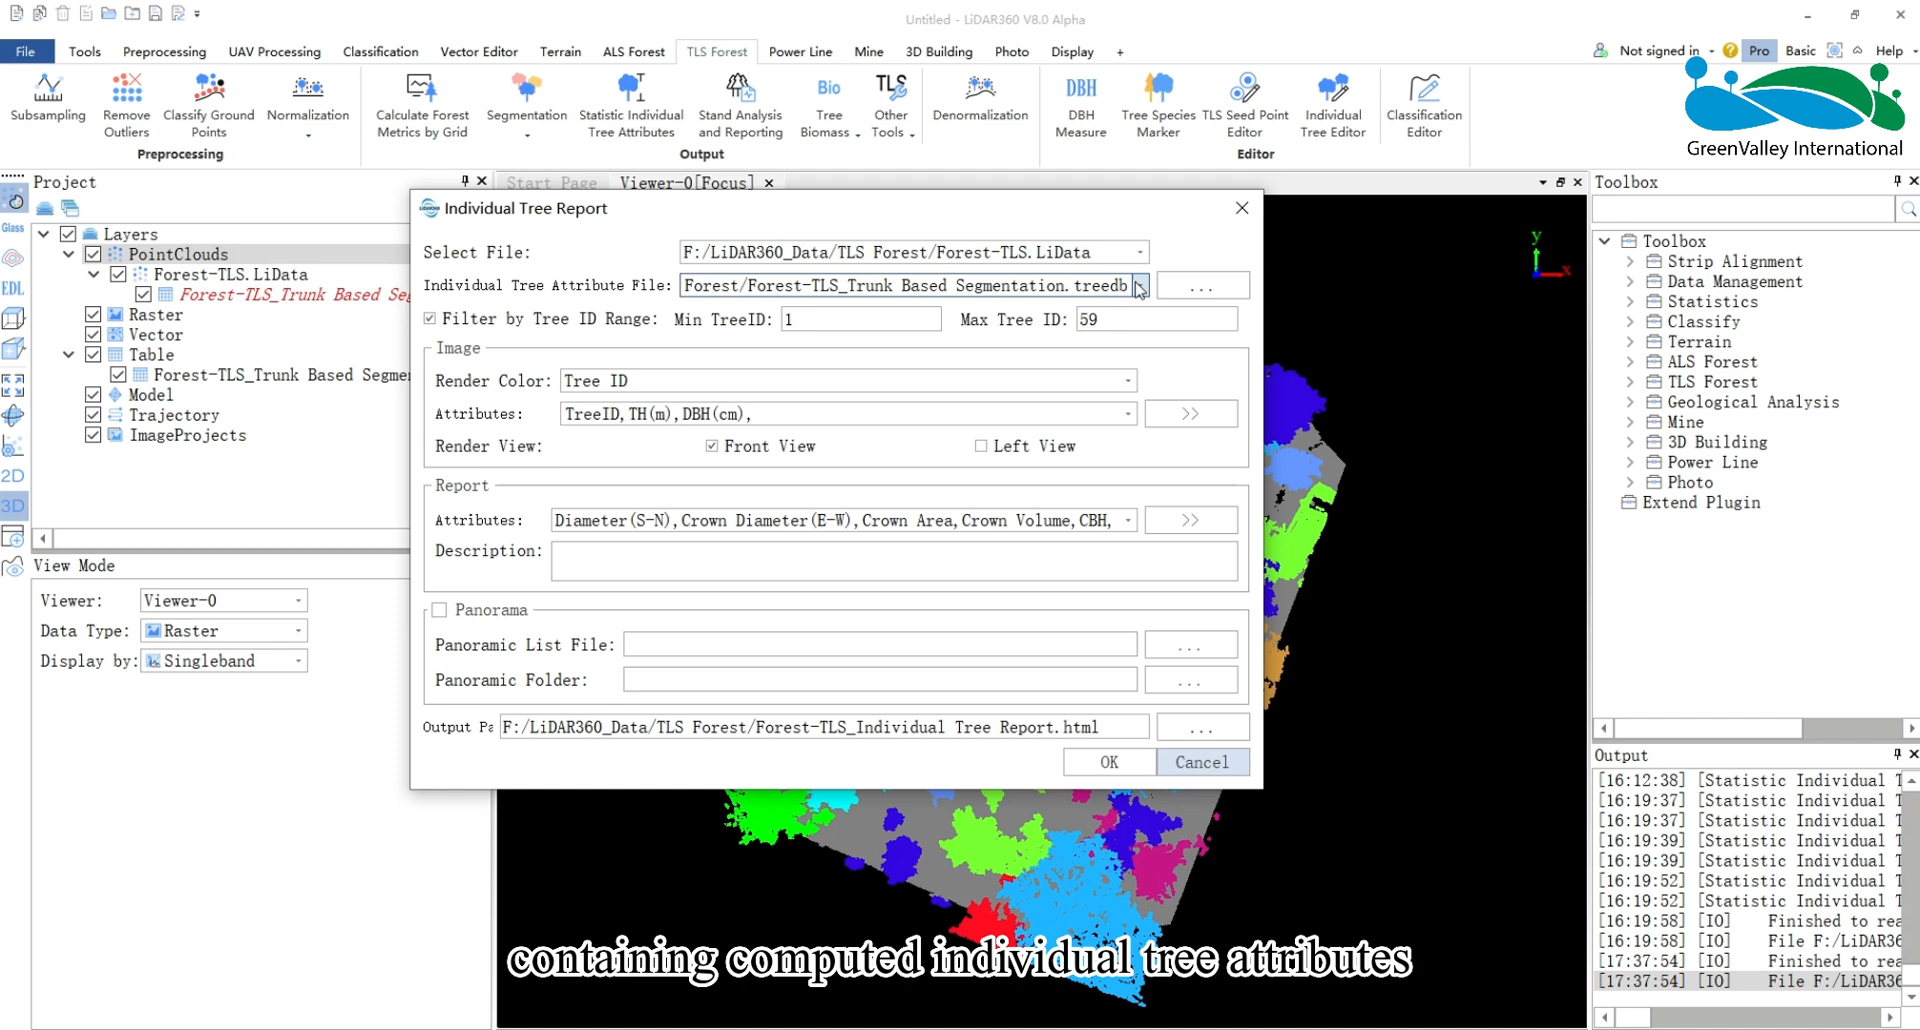 Untitled - LiDAR360 V8.0 Alpha
File Tools Preprocessing UAV Processing Classification Vector Editor Terrain ALS Forest TLS Forest Power Line Mine 3D Building Photo Display + Not signed in Pro Basic Help
Subsampling
Remove Outliers
Classify Ground Points
Normalization
Preprocessing
Calculate Forest Metrics by Grid
Segmentation
Statistic Individual Tree Attributes
Stand Analysis and Reporting
Bio
Tree Biomass
TLS
Other Tools
Denormalization
Output
DBH
DBH Measure
Tree Species Marker
TLS Seed Point Editor
Individual Tree Editor
Classification Editor
Editor
GreenValley International
Project
Layers
PointClouds
Forest-TLS.LiData
Forest-TLS_Trunk Based Seg
Raster
Vector
Table
Forest-TLS_Trunk Based Segme
Model
Trajectory
ImageProjects
Glass
EDL
2D
3D
View Mode
Viewer: Viewer-0
Data Type: Raster
Display by: Singleband
Start Page Viewer-0[Focus]
Individual Tree Report
Select File: F:/LiDAR360_Data/TLS Forest/Forest-TLS.LiData
Individual Tree Attribute File: Forest/Forest-TLS_Trunk Based Segmentation.treedb ...
Filter by Tree ID Range: Min TreeID: 1 Max Tree ID: 59
Image
Render Color: Tree ID
Attributes: TreeID,TH(m),DBH(cm), >>
Render View: Front View Left View
Report
Attributes: Diameter(S-N),Crown Diameter(E-W),Crown Area,Crown Volume,CBH, >>
Description:
Panorama
Panoramic List File: ...
Panoramic Folder: ...
Output Pa F:/LiDAR360_Data/TLS Forest/Forest-TLS_Individual Tree Report.html ...
OK Cancel
y
x
containing computed individual tree attributes
Toolbox
Toolbox
Strip Alignment
Data Management
Statistics
Classify
Terrain
ALS Forest
TLS Forest
Geological Analysis
Mine
3D Building
Power Line
Photo
Extend Plugin
Output
[16:12:38] [Statistic Individual T
[16:19:37] [Statistic Individual T
[16:19:37] [Statistic Individual T
[16:19:39] [Statistic Individual T
[16:19:39] [Statistic Individual T
[16:19:52] [Statistic Individual T
[16:19:52] [Statistic Individual T
[16:19:58] [IO] Finished to rea
[16:19:58] [IO] File F:/LiDAR36
[17:37:54] [IO] Finished to rea
[17:37:54] [IO] File F:/LiDAR36